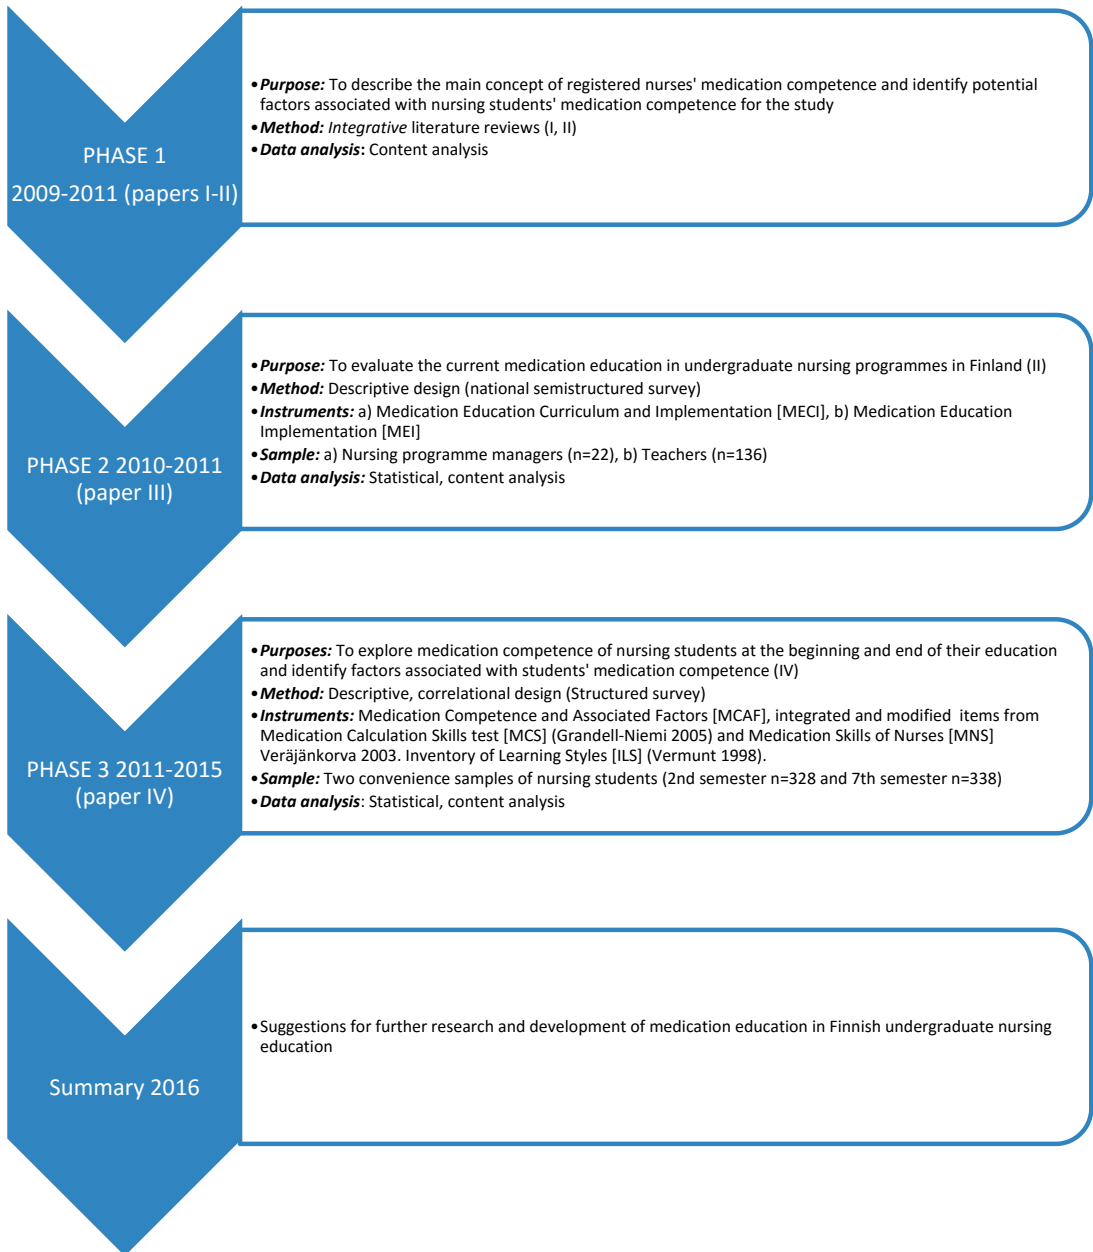 PHASE 1
2009-2011 (papers I-II)
•Purpose: To describe the main concept of registered nurses' medication competence and identify potential
factors associated with nursing students' medication competence for the study
•Method: Integrative literature reviews (I, II)
•Data analysis: Content analysis
PHASE 2 2010-2011
(paper III)
•Purpose: To evaluate the current medication education in undergraduate nursing programmes in Finland (II)
•Method: Descriptive design (national semistructured survey)
•Instruments: a) Medication Education Curriculum and Implementation [MECI], b) Medication Education
Implementation [MEI]
•Sample: a) Nursing programme managers (n=22), b) Teachers (n=136)
•Data analysis: Statistical, content analysis
PHASE 3 2011-2015
(paper IV)
•Purposes: To explore medication competence of nursing students at the beginning and end of their education
and identify factors associated with students' medication competence (IV)
•Method: Descriptive, correlational design (Structured survey)
•Instruments: Medication Competence and Associated Factors [MCAF], integrated and modified items from
Medication Calculation Skills test [MCS] (Grandell-Niemi 2005) and Medication Skills of Nurses [MNS]
Veräjänkorva 2003. Inventory of Learning Styles [ILS] (Vermunt 1998).
•Sample: Two convenience samples of nursing students (2nd semester n=328 and 7th semester n=338)
•Data analysis: Statistical, content analysis
Summary 2016
•Suggestions for further research and development of medication education in Finnish undergraduate nursing
education